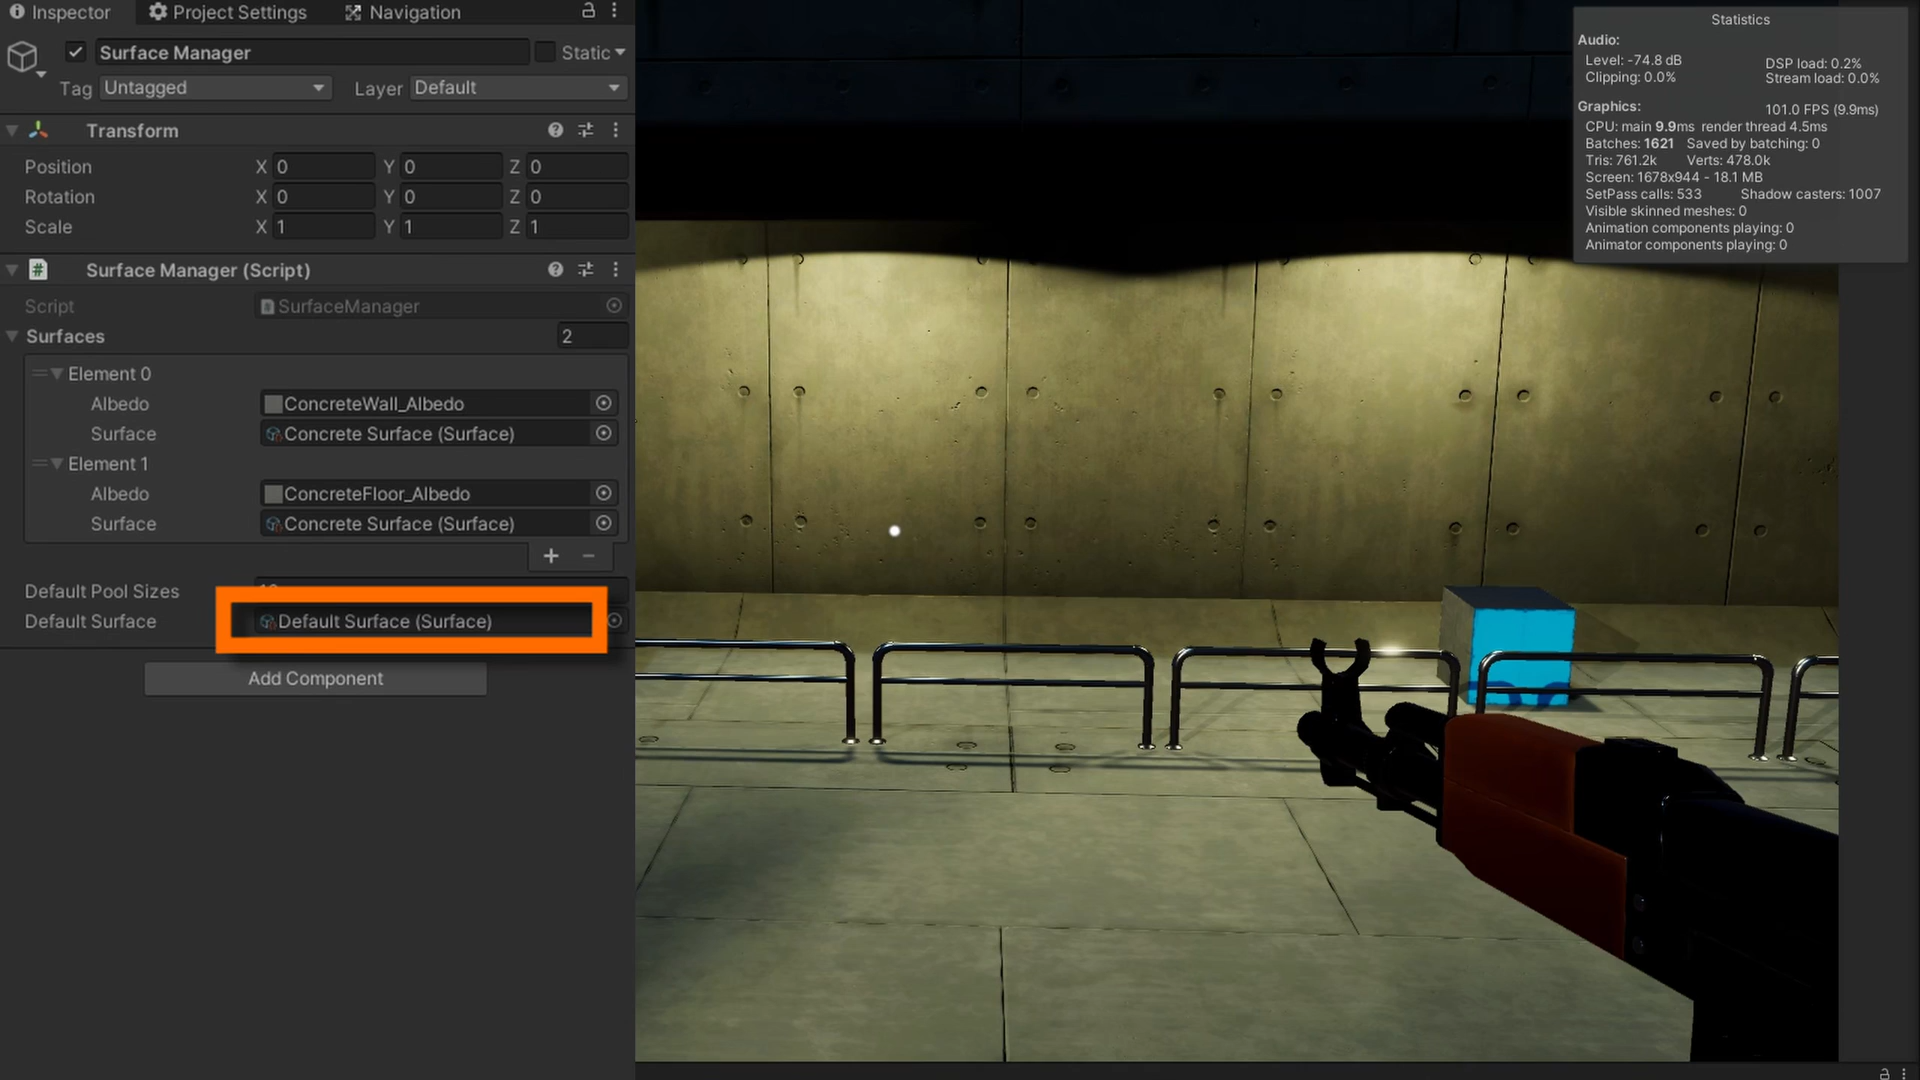 Inspector
Project Settings
Navigation
Surface Manager
Static
Tag Untagged
Layer Default
Transform
Position X 0 Y 0 Z 0
Rotation X 0 Y 0 Z 0
Scale X 1 Y 1 Z 1
Surface Manager (Script)
Script SurfaceManager
Surfaces 2
Element 0
Albedo ConcreteWall_Albedo
Surface Concrete Surface (Surface)
Element 1
Albedo ConcreteFloor_Albedo
Surface Concrete Surface (Surface)
Default Pool Sizes
Default Surface Default Surface (Surface)
Add Component
Statistics
Audio:
Level: -74.8 dB DSP load: 0.2%
Clipping: 0.0% Stream load: 0.0%
Graphics: 101.0 FPS (9.9ms)
CPU: main 9.9ms render thread 4.5ms
Batches: 1621 Saved by batching: 0
Tris: 761.2k Verts: 478.0k
Screen: 1678x944 - 18.1 MB
SetPass calls: 533 Shadow casters: 1007
Visible skinned meshes: 0
Animation components playing: 0
Animator components playing: 0